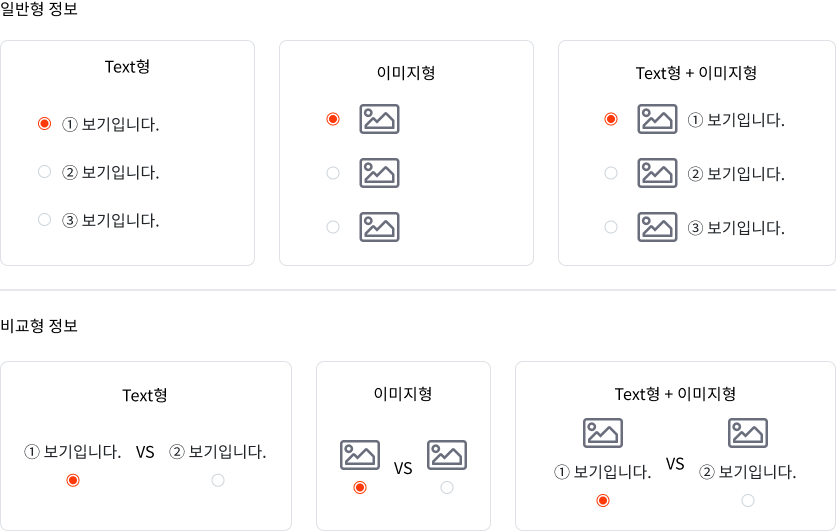 일반형 정보
Text형
① 보기입니다.
② 보기입니다.
③ 보기입니다.
이미지형
Text형 + 이미지형
① 보기입니다.
② 보기입니다.
③ 보기입니다.
비교형 정보
Text형
① 보기입니다. VS ② 보기입니다.
이미지형
VS
Text형 + 이미지형
① 보기입니다. VS ② 보기입니다.